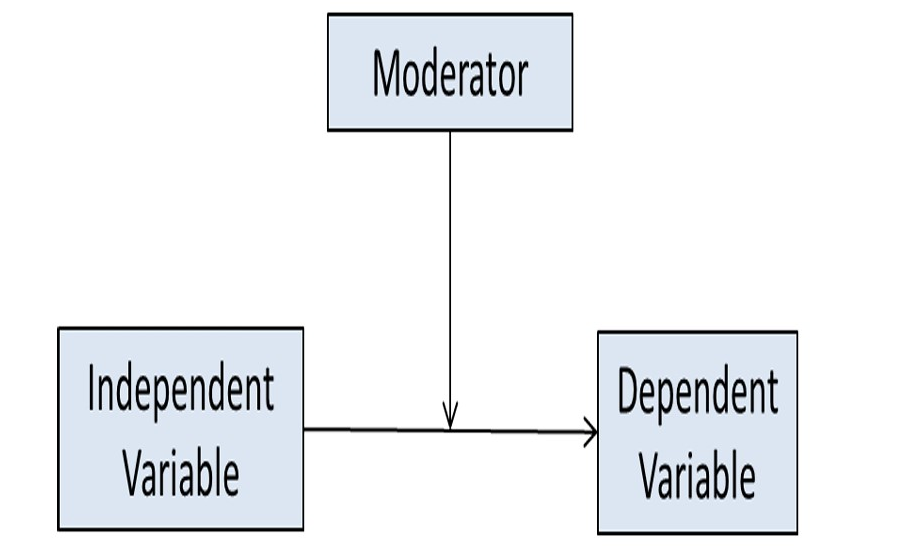 Moderator
Independent
Variable
Dependent
Variable